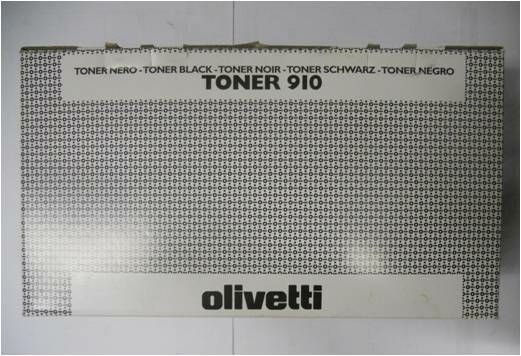 TONER NERO - TONER BLACK - TONER NOIR - TONER SCHWARZ - TONER NEGRO
TONER 910
olivetti